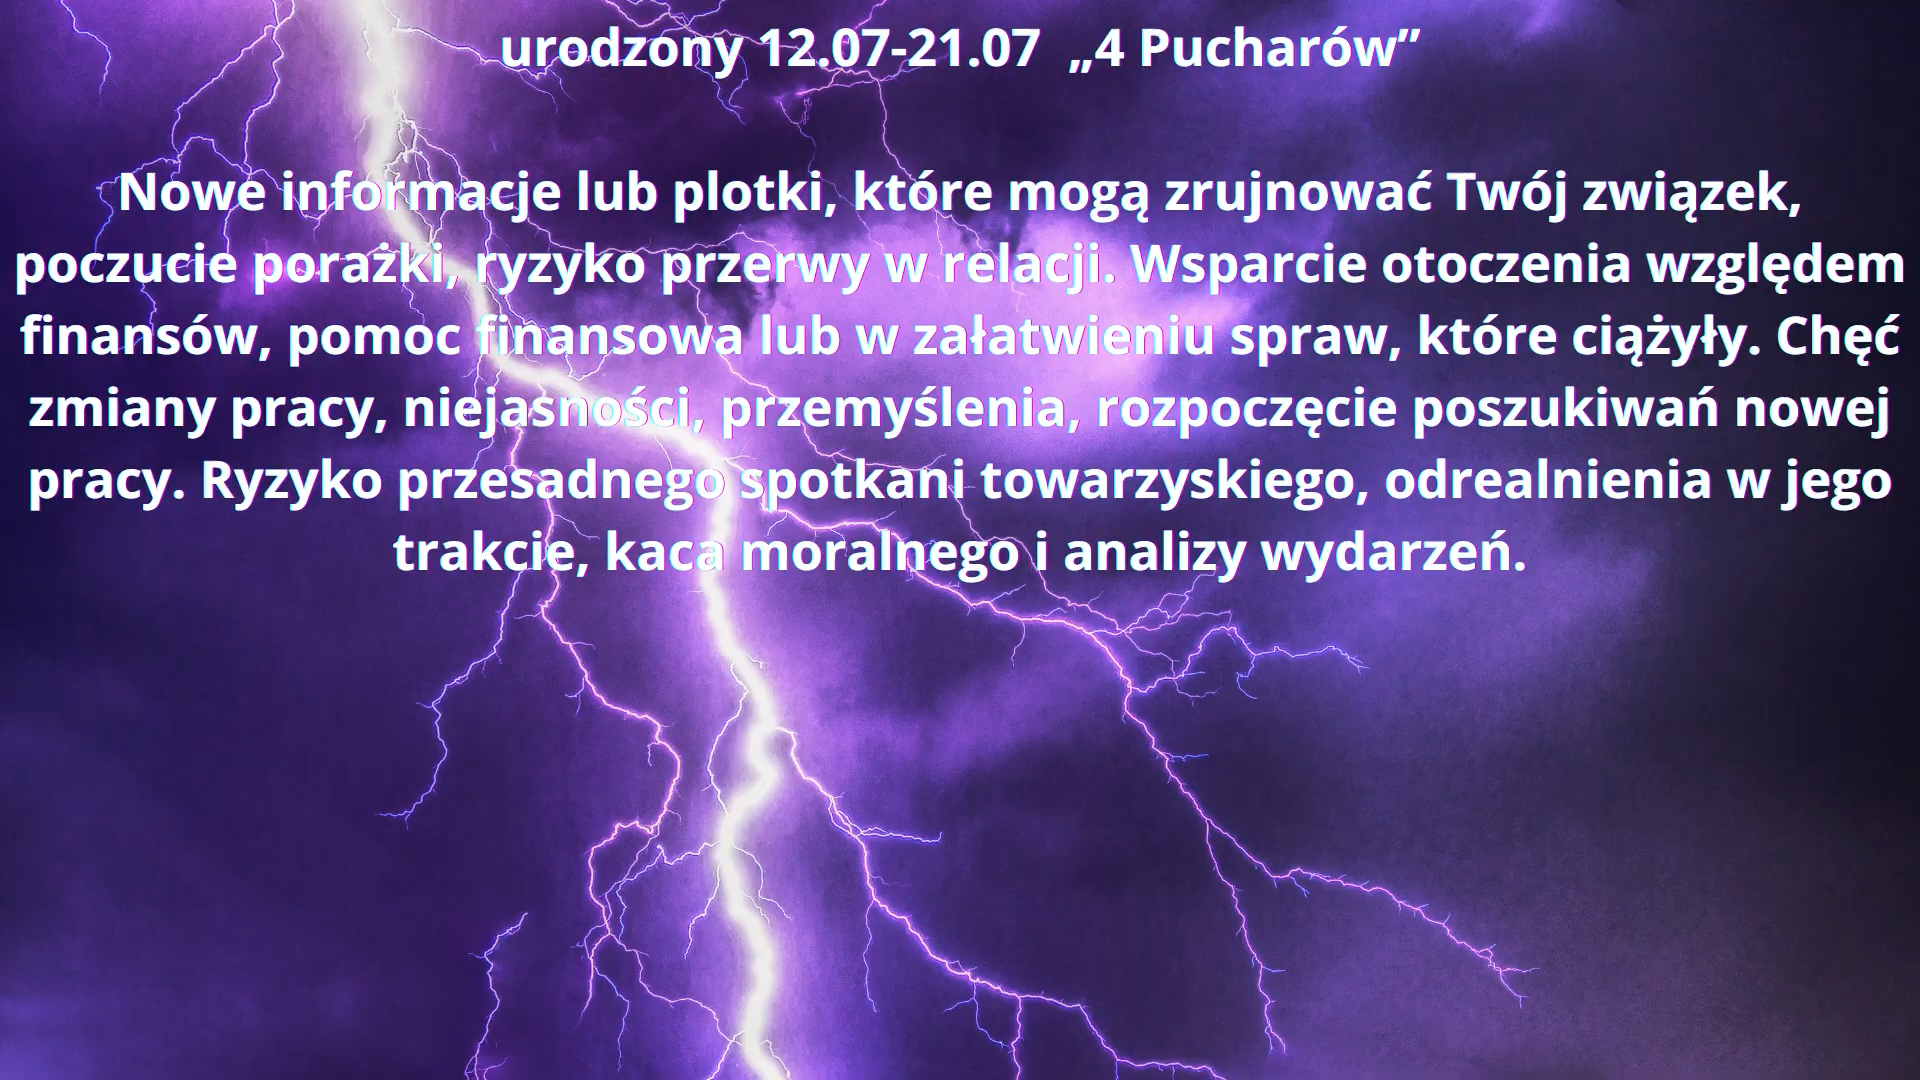 urodzony 12.07-21.07 „4 Pucharów”
Nowe informacje lub plotki, które mogą zrujnować Twój związek,
poczucie porażki, ryzyko przerwy w relacji. Wsparcie otoczenia względem
finansów, pomoc finansowa lub w załatwieniu spraw, które ciążyły. Chęć
zmiany pracy, niejasności, przemyślenia, rozpoczęcie poszukiwań nowej
pracy. Ryzyko przesadnego spotkani towarzyskiego, odrealnienia w jego
trakcie, kaca moralnego i analizy wydarzeń.